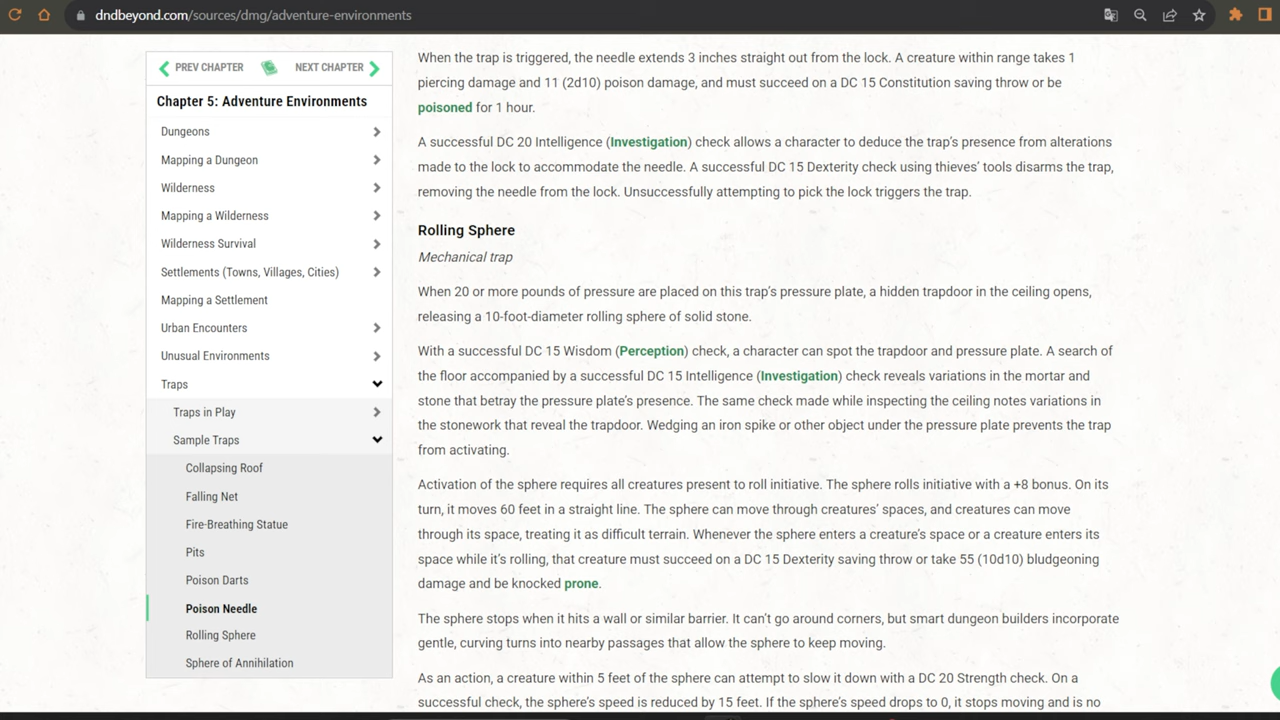 dndbeyond.com/sources/dmg/adventure-environments
PREV CHAPTER
NEXT CHAPTER
Chapter 5: Adventure Environments
Dungeons
Mapping a Dungeon
Wilderness
Mapping a Wilderness
Wilderness Survival
Settlements (Towns, Villages, Cities)
Mapping a Settlement
Urban Encounters
Unusual Environments
Traps
Traps in Play
Sample Traps
Collapsing Roof
Falling Net
Fire-Breathing Statue
Pits
Poison Darts
Poison Needle
Rolling Sphere
Sphere of Annihilation
When the trap is triggered, the needle extends 3 inches straight out from the lock. A creature within range takes 1
piercing damage and 11 (2d10) poison damage, and must succeed on a DC 15 Constitution saving throw or be
poisoned for 1 hour.
A successful DC 20 Intelligence (Investigation) check allows a character to deduce the trap's presence from alterations
made to the lock to accommodate the needle. A successful DC 15 Dexterity check using thieves' tools disarms the trap,
removing the needle from the lock. Unsuccessfully attempting to pick the lock triggers the trap.
Rolling Sphere
Mechanical trap
When 20 or more pounds of pressure are placed on this trap's pressure plate, a hidden trapdoor in the ceiling opens,
releasing a 10-foot-diameter rolling sphere of solid stone.
With a successful DC 15 Wisdom (Perception) check, a character can spot the trapdoor and pressure plate. A search of
the floor accompanied by a successful DC 15 Intelligence (Investigation) check reveals variations in the mortar and
stone that betray the pressure plate's presence. The same check made while inspecting the ceiling notes variations in
the stonework that reveal the trapdoor. Wedging an iron spike or other object under the pressure plate prevents the trap
from activating.
Activation of the sphere requires all creatures present to roll initiative. The sphere rolls initiative with a +8 bonus. On its
turn, it moves 60 feet in a straight line. The sphere can move through creatures' spaces, and creatures can move
through its space, treating it as difficult terrain. Whenever the sphere enters a creature's space or a creature enters its
space while it's rolling, that creature must succeed on a DC 15 Dexterity saving throw or take 55 (10d10) bludgeoning
damage and be knocked prone.
The sphere stops when it hits a wall or similar barrier. It can't go around corners, but smart dungeon builders incorporate
gentle, curving turns into nearby passages that allow the sphere to keep moving.
As an action, a creature within 5 feet of the sphere can attempt to slow it down with a DC 20 Strength check. On a
successful check, the sphere's speed is reduced by 15 feet. If the sphere's speed drops to 0, it stops moving and is no